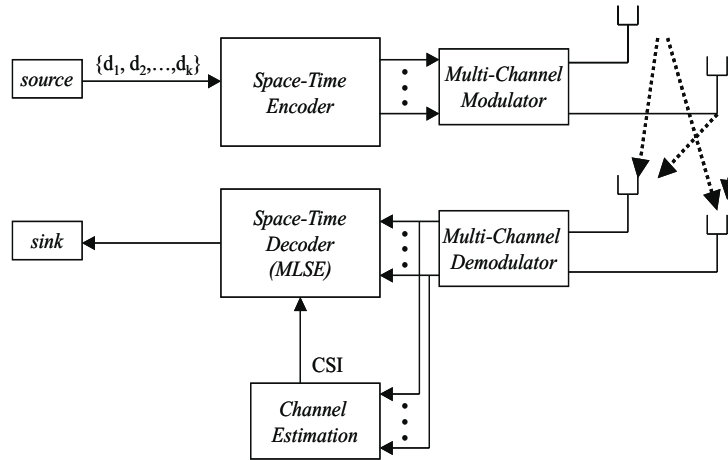 source
{d1, d2,…,dk}
Space-Time
Encoder
Multi-Channel
Modulator
sink
Space-Time
Decoder
(MLSE)
Multi-Channel
Demodulator
CSI
Channel
Estimation